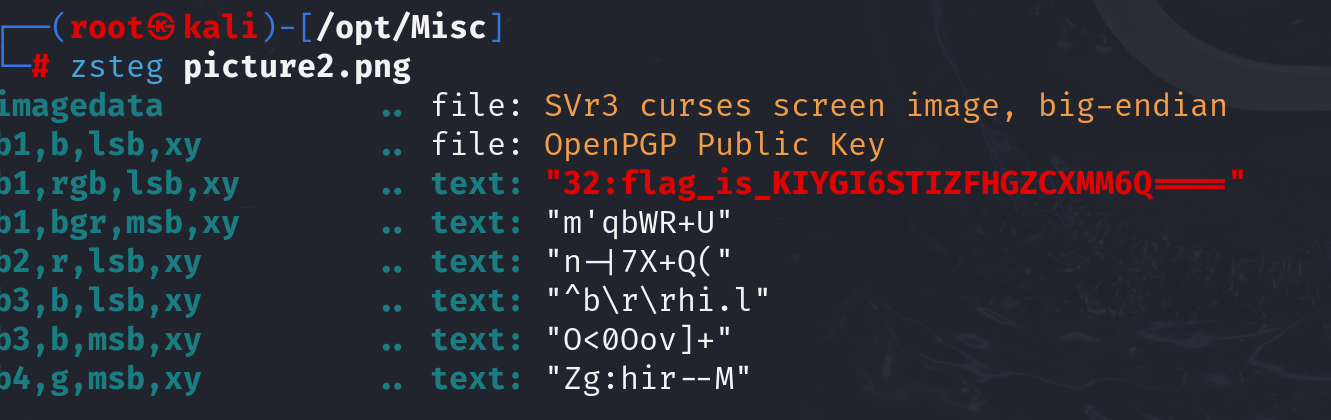 ┌──(root㉿kali)-[/opt/Misc]
└─# zsteg picture2.png
imagedata .. file: SVr3 curses screen image, big-endian
b1,b,lsb,xy .. file: OpenPGP Public Key
b1,rgb,lsb,xy .. text: "32:flag_is_KIYGI6STIZFHGZCXMM6Q===="
b1,bgr,msb,xy .. text: "m'qbWR+U"
b2,r,lsb,xy .. text: "n-|7X+Q("
b3,b,lsb,xy .. text: "^b\r\rhi.l"
b3,b,msb,xy .. text: "O<0Oov]+"
b4,g,msb,xy .. text: "Zg:hir--M"